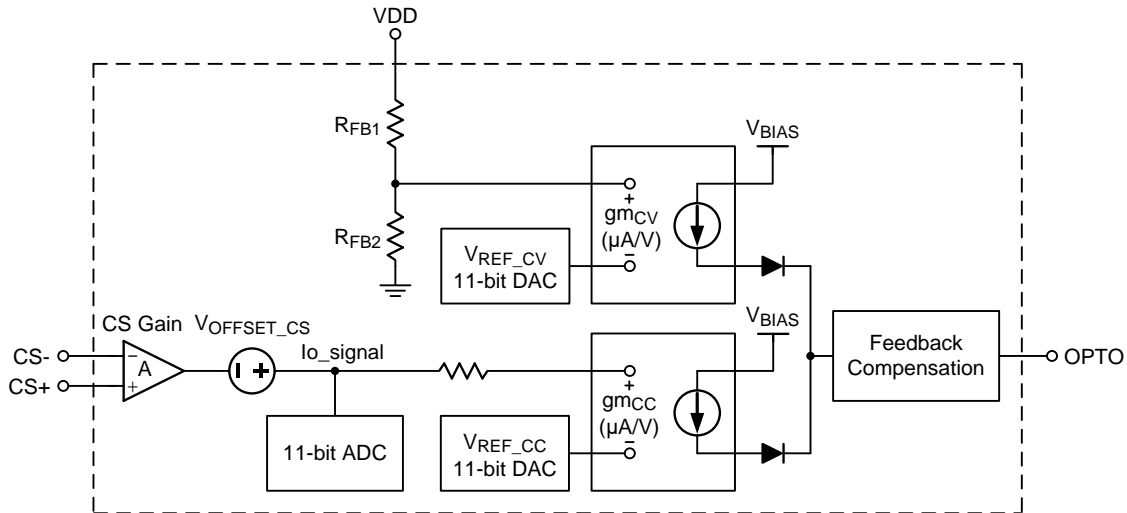 VDD
RFB1
RFB2
VBIAS
+
gmCV
(µA/V)
−
VREF_CV
11-bit DAC
CS Gain
VOFFSET_CS
CS-
CS+
−
A
+
+
Io_signal
11-bit ADC
VBIAS
+
gmCC
(µA/V)
−
VREF_CC
11-bit DAC
Feedback
Compensation
OPTO